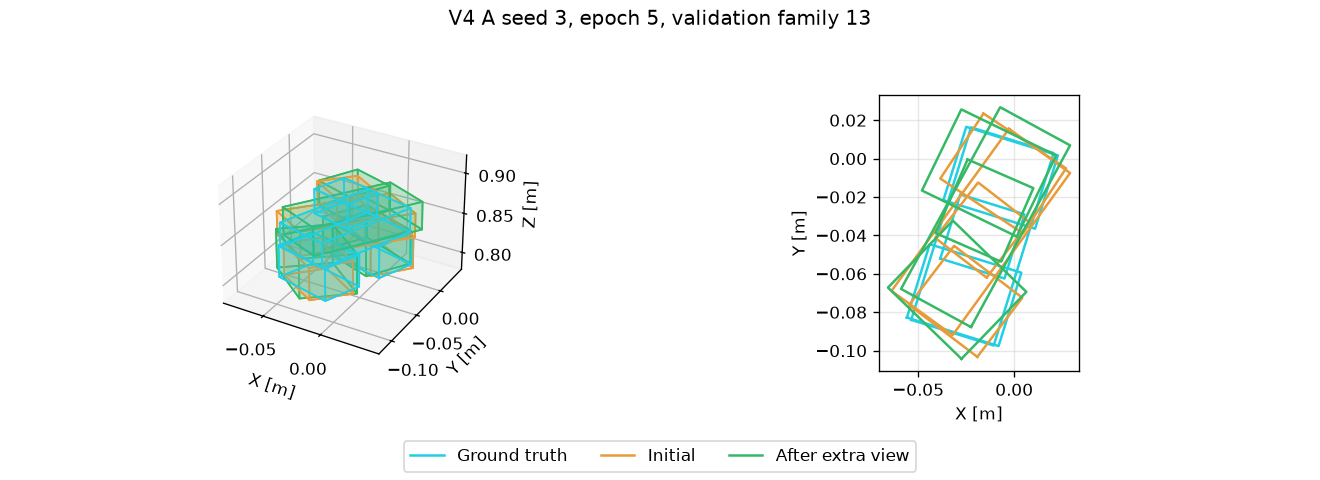 V4 A seed 3, epoch 5, validation family 13
0.90
0.85
0.80
Z [m]
0.00
−0.05
−0.10
Y [m]
−0.05
0.00
X [m]
0.02
0.00
−0.02
−0.04
−0.06
−0.08
−0.10
Y [m]
−0.05
0.00
X [m]
Ground truth
Initial
After extra view